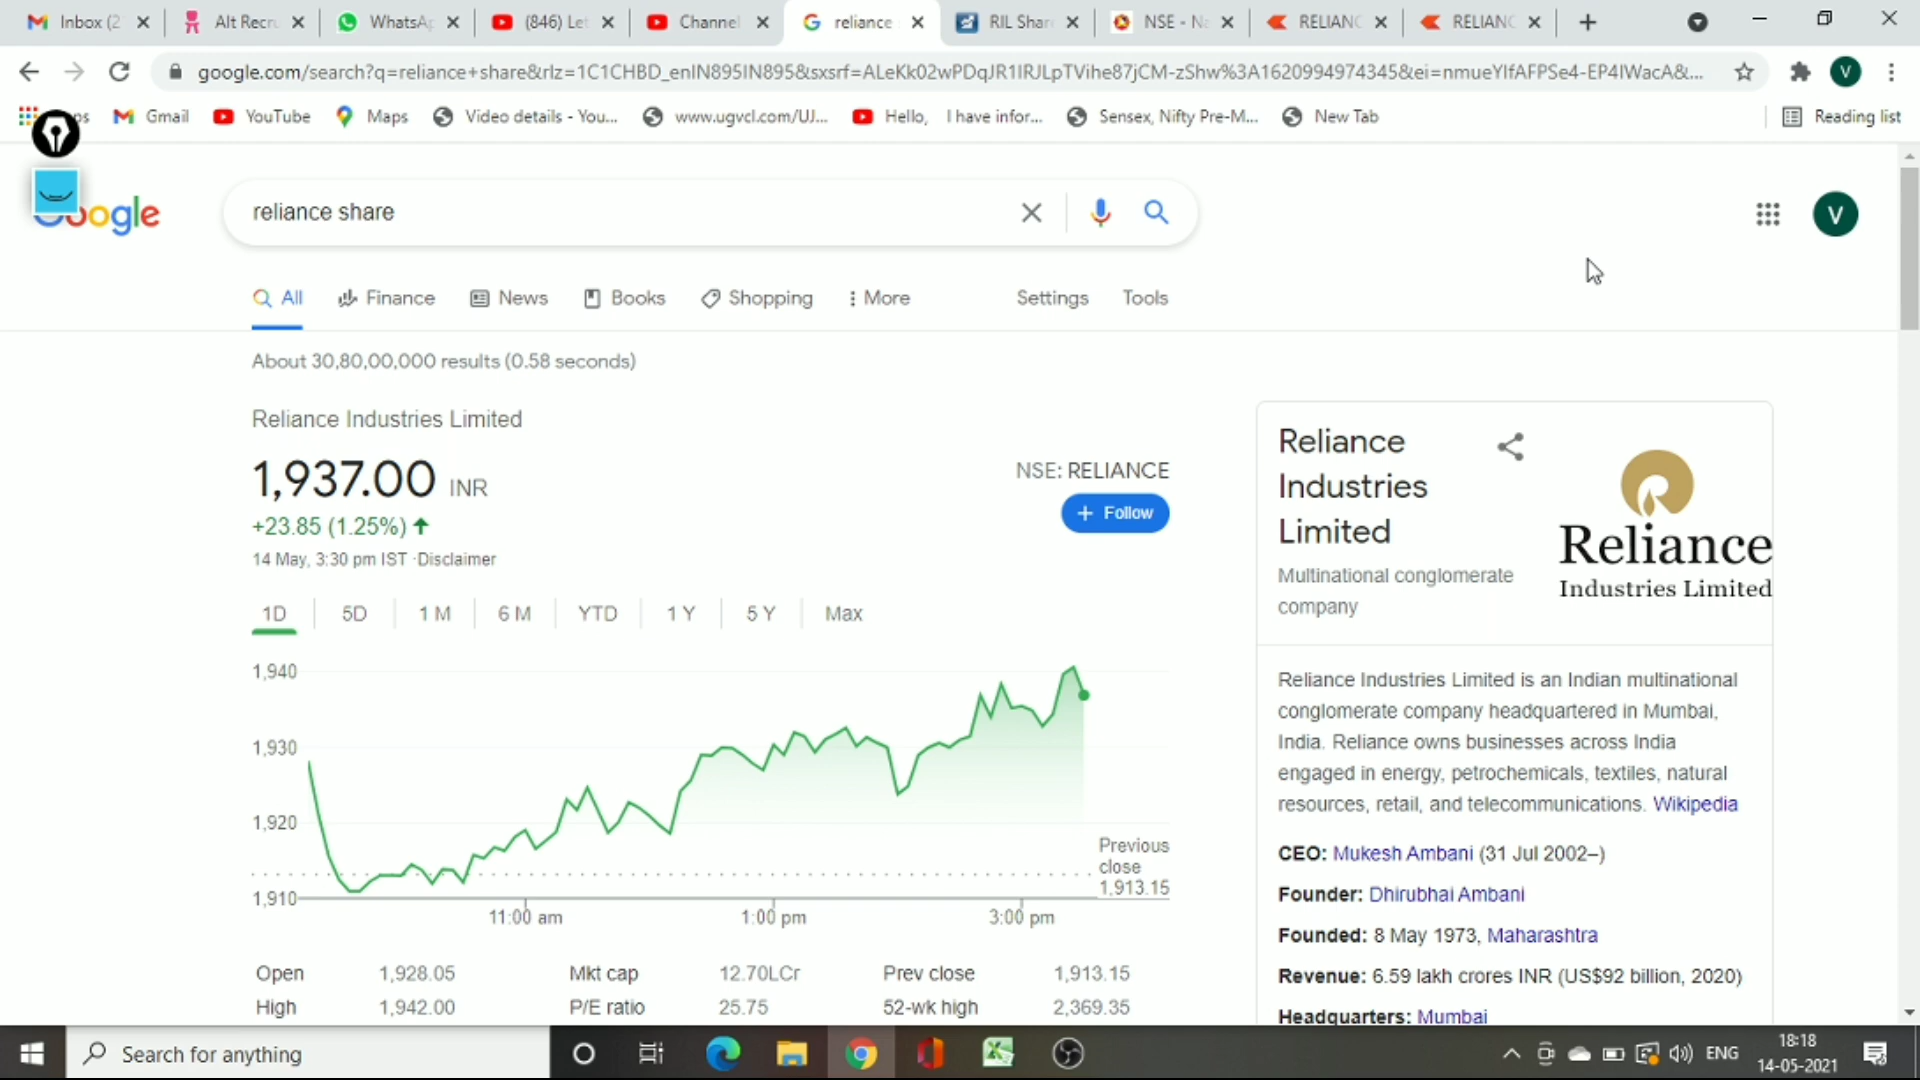 Inbox (2
Alt Recru
WhatsAp
(846) Let
Channel
reliance
RIL Share
NSE - Na
RELIANC
RELIANC
google.com/search?q=reliance+share&rlz=1C1CHBD_enIN895IN895&sxsrf=ALeKk02wPDqJR1IRJLpTVihe87jCM-zShw%3A1620994974345&ei=nmueYIfAFPSe4-EP4IWacA&...
V
Gmail
YouTube
Maps
Video details - You...
www.ugvcl.com/UJ...
Hello, I have infor...
Sensex, Nifty Pre-M...
New Tab
Reading list
reliance share
V
All
Finance
News
Books
Shopping
More
Settings
Tools
About 30,80,00,000 results (0.58 seconds)
Reliance Industries Limited
1,937.00 INR
+23.85 (1.25%)
14 May, 3:30 pm IST · Disclaimer
NSE: RELIANCE
+ Follow
1D
5D
1 M
6 M
YTD
1 Y
5 Y
Max
1,940
1,930
1,920
1,910
Previous
close
1,913.15
11:00 am
1:00 pm
3:00 pm
Open 1,928.05 Mkt cap 12.70LCr Prev close 1,913.15
High 1,942.00 P/E ratio 25.75 52-wk high 2,369.35
Reliance
Industries
Limited
Multinational conglomerate
company
Reliance
Industries Limited
Reliance Industries Limited is an Indian multinational
conglomerate company headquartered in Mumbai,
India. Reliance owns businesses across India
engaged in energy, petrochemicals, textiles, natural
resources, retail, and telecommunications. Wikipedia
CEO: Mukesh Ambani (31 Jul 2002–)
Founder: Dhirubhai Ambani
Founded: 8 May 1973, Maharashtra
Revenue: 6.59 lakh crores INR (US$92 billion, 2020)
Headquarters: Mumbai
Search for anything
ENG
18:18
14-05-2021